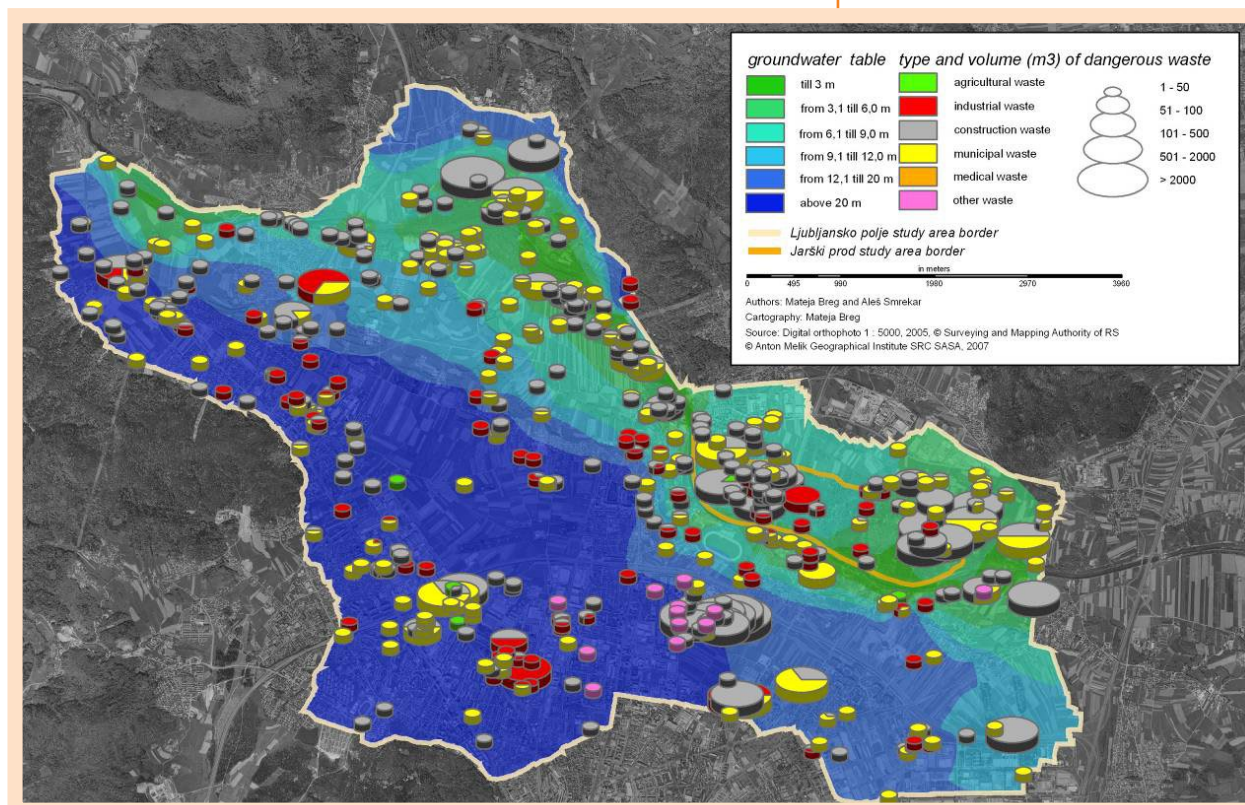 groundwater table
till 3 m
from 3,1 till 6,0 m
from 6,1 till 9,0 m
from 9,1 till 12,0 m
from 12,1 till 20 m
above 20 m
type and volume (m3) of dangerous waste
agricultural waste
industrial waste
construction waste
municipal waste
medical waste
other waste
1 - 50
51 - 100
101 - 500
501 - 2000
> 2000
Ljubljansko polje study area border
Jarški prod study area border
in meters
0 495 990 1980 2970 3960
Authors: Mateja Breg and Aleš Smrekar
Cartography: Mateja Breg
Source: Digital orthophoto 1 : 5000, 2005, © Surveying and Mapping Authority of RS
© Anton Melik Geographical Institute SRC SASA, 2007